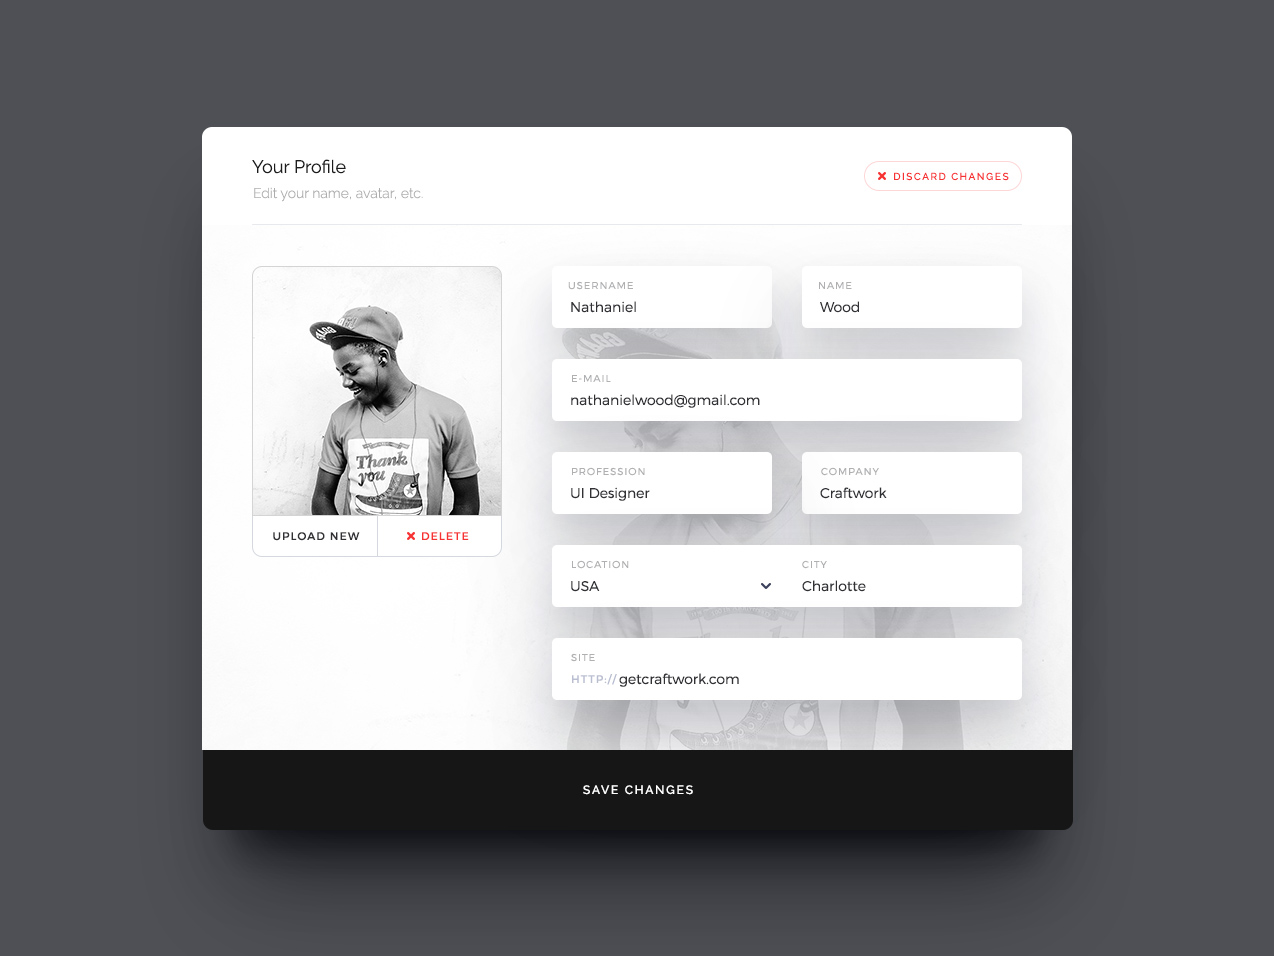 Your Profile
Edit your name, avatar, etc.
DISCARD CHANGES
Thank
you
UPLOAD NEW
DELETE
USERNAME
Nathaniel
NAME
Wood
E-MAIL
nathanielwood@gmail.com
PROFESSION
UI Designer
COMPANY
Craftwork
LOCATION
USA
CITY
Charlotte
SITE
HTTP://getcraftwork.com
SAVE CHANGES